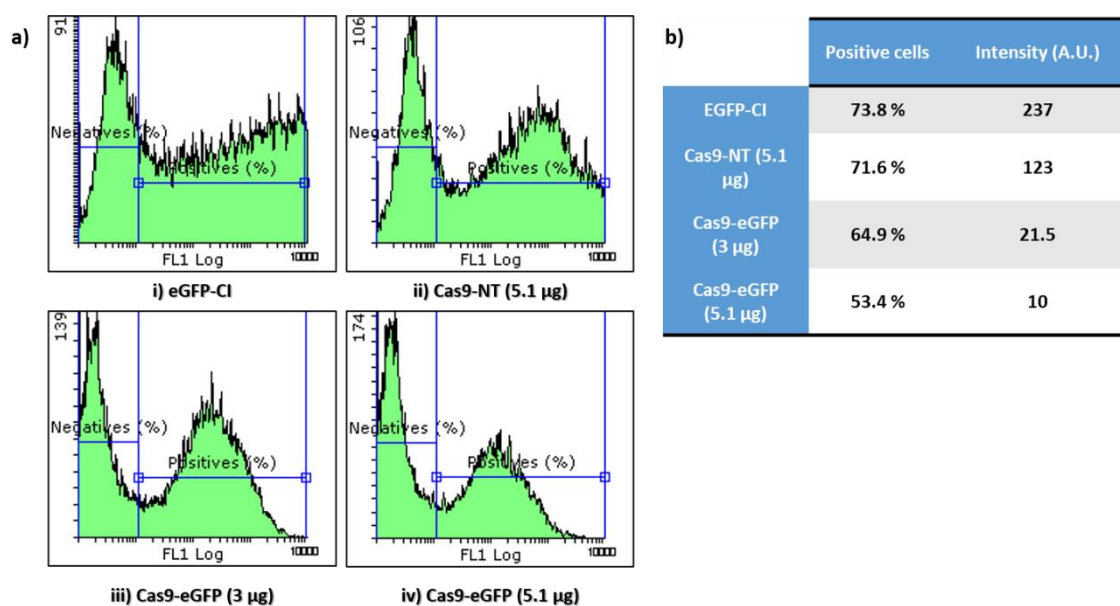 a)
91
Negatives (%)
Positives (%)
10000
FL1 Log
i) eGFP-CI
106
Negatives (%)
Positives (%)
10000
FL1 Log
ii) Cas9-NT (5.1 µg)
139
Negatives (%)
Positives (%)
10000
FL1 Log
iii) Cas9-eGFP (3 µg)
174
Negatives (%)
Positives (%)
10000
FL1 Log
iv) Cas9-eGFP (5.1 µg)
b)
Positive cells Intensity (A.U.)
EGFP-CI 73.8 % 237
Cas9-NT (5.1
µg) 71.6 % 123
Cas9-eGFP
(3 µg) 64.9 % 21.5
Cas9-eGFP
(5.1 µg) 53.4 % 10